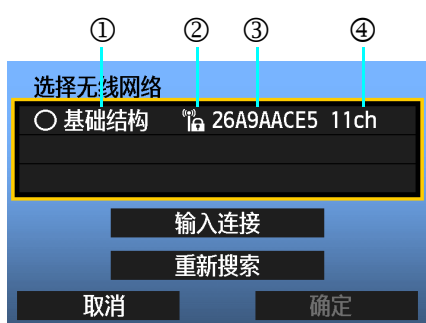 ① ② ③ ④
选择无线网络
○ 基础结构 26A9AACE5 11ch
输入连接
重新搜索
取消 确定